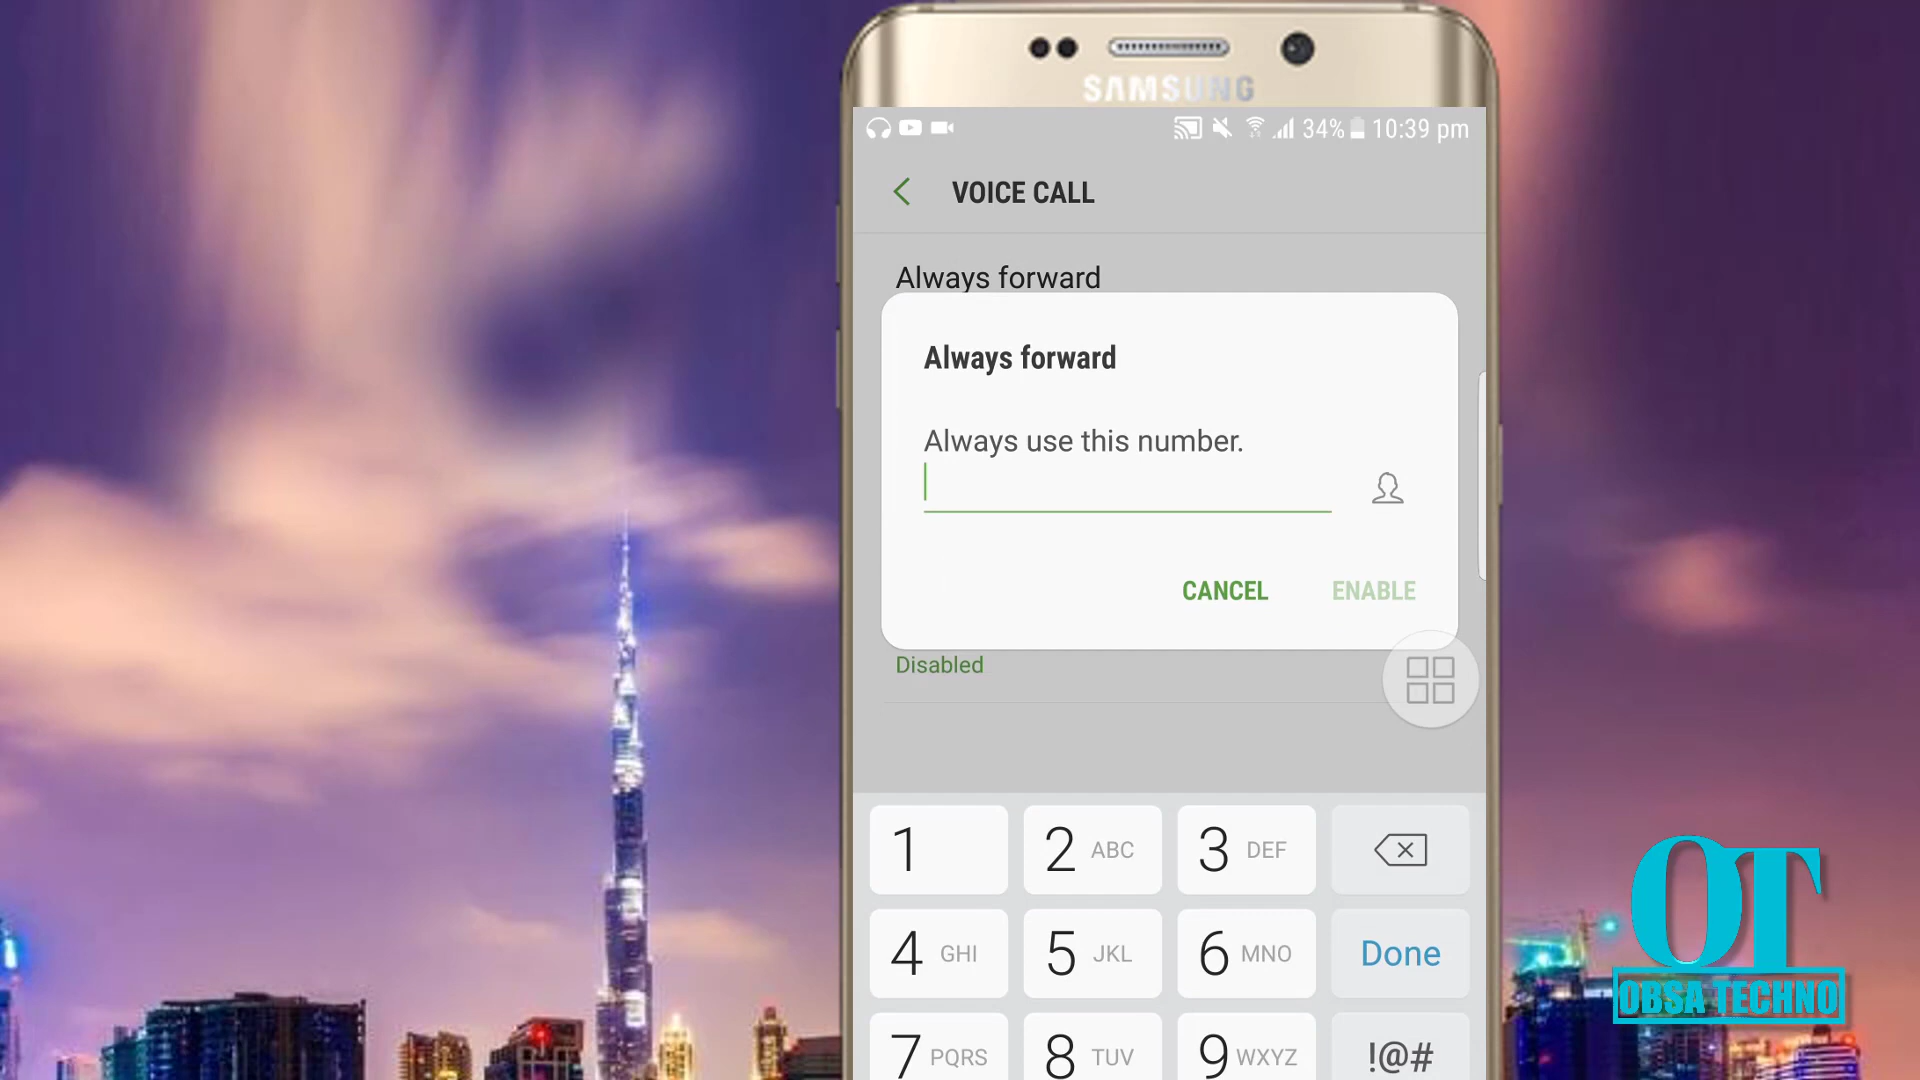 SAMSUNG
34% 10:39 pm
VOICE CALL
Always forward
Always forward
Always use this number.
CANCEL ENABLE
Disabled
1 2 ABC 3 DEF
4 GHI 5 JKL 6 MNO Done
7 PQRS 8 TUV 9 WXYZ !@#
OT
OBSA TECHNO